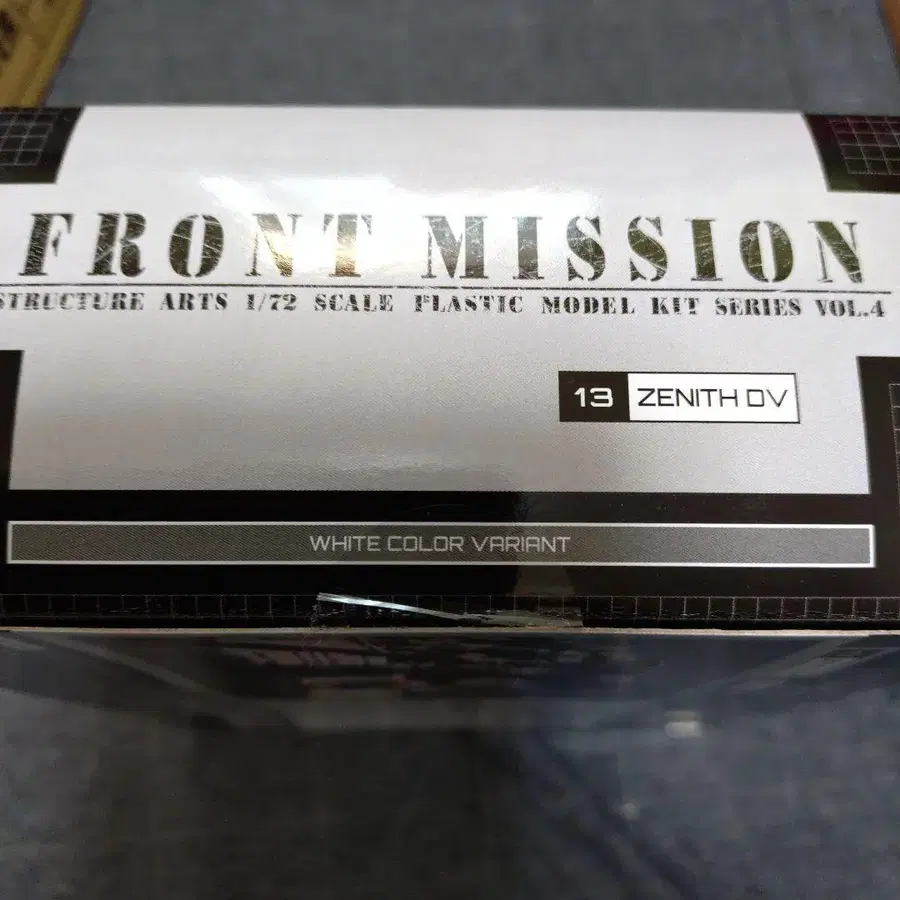 FRONT MISSION
STRUCTURE ARTS 1/72 SCALE PLASTIC MODEL KIT SERIES VOL.4
13 ZENITH DV
WHITE COLOR VARIANT